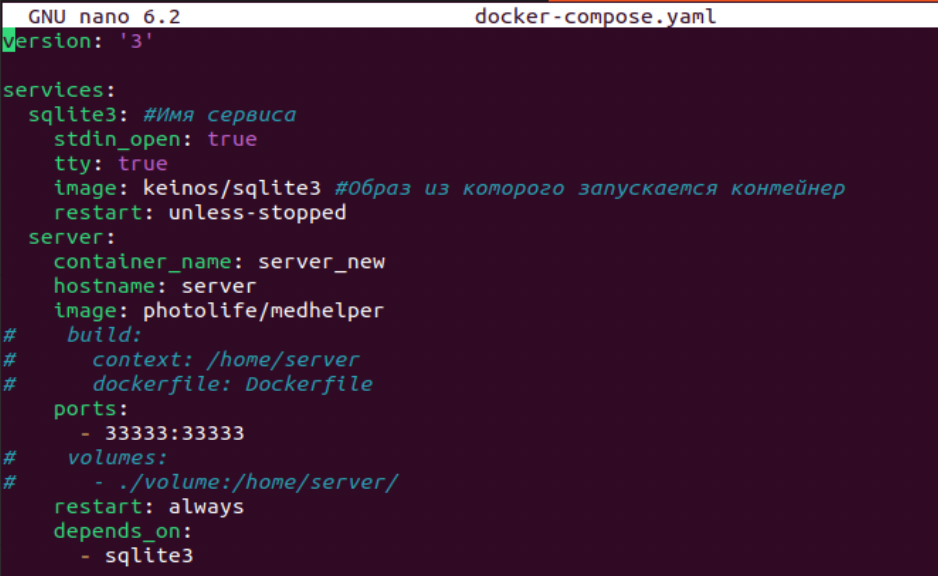 GNU nano 6.2 docker-compose.yaml
version: '3'
services:
sqlite3: #Имя сервиса
stdin_open: true
tty: true
image: keinos/sqlite3 #Образ из которого запускается контейнер
restart: unless-stopped
server:
container_name: server_new
hostname: server
image: photolife/medhelper
# build:
# context: /home/server
# dockerfile: Dockerfile
ports:
- 33333:33333
# volumes:
# - ./volume:/home/server/
restart: always
depends_on:
- sqlite3